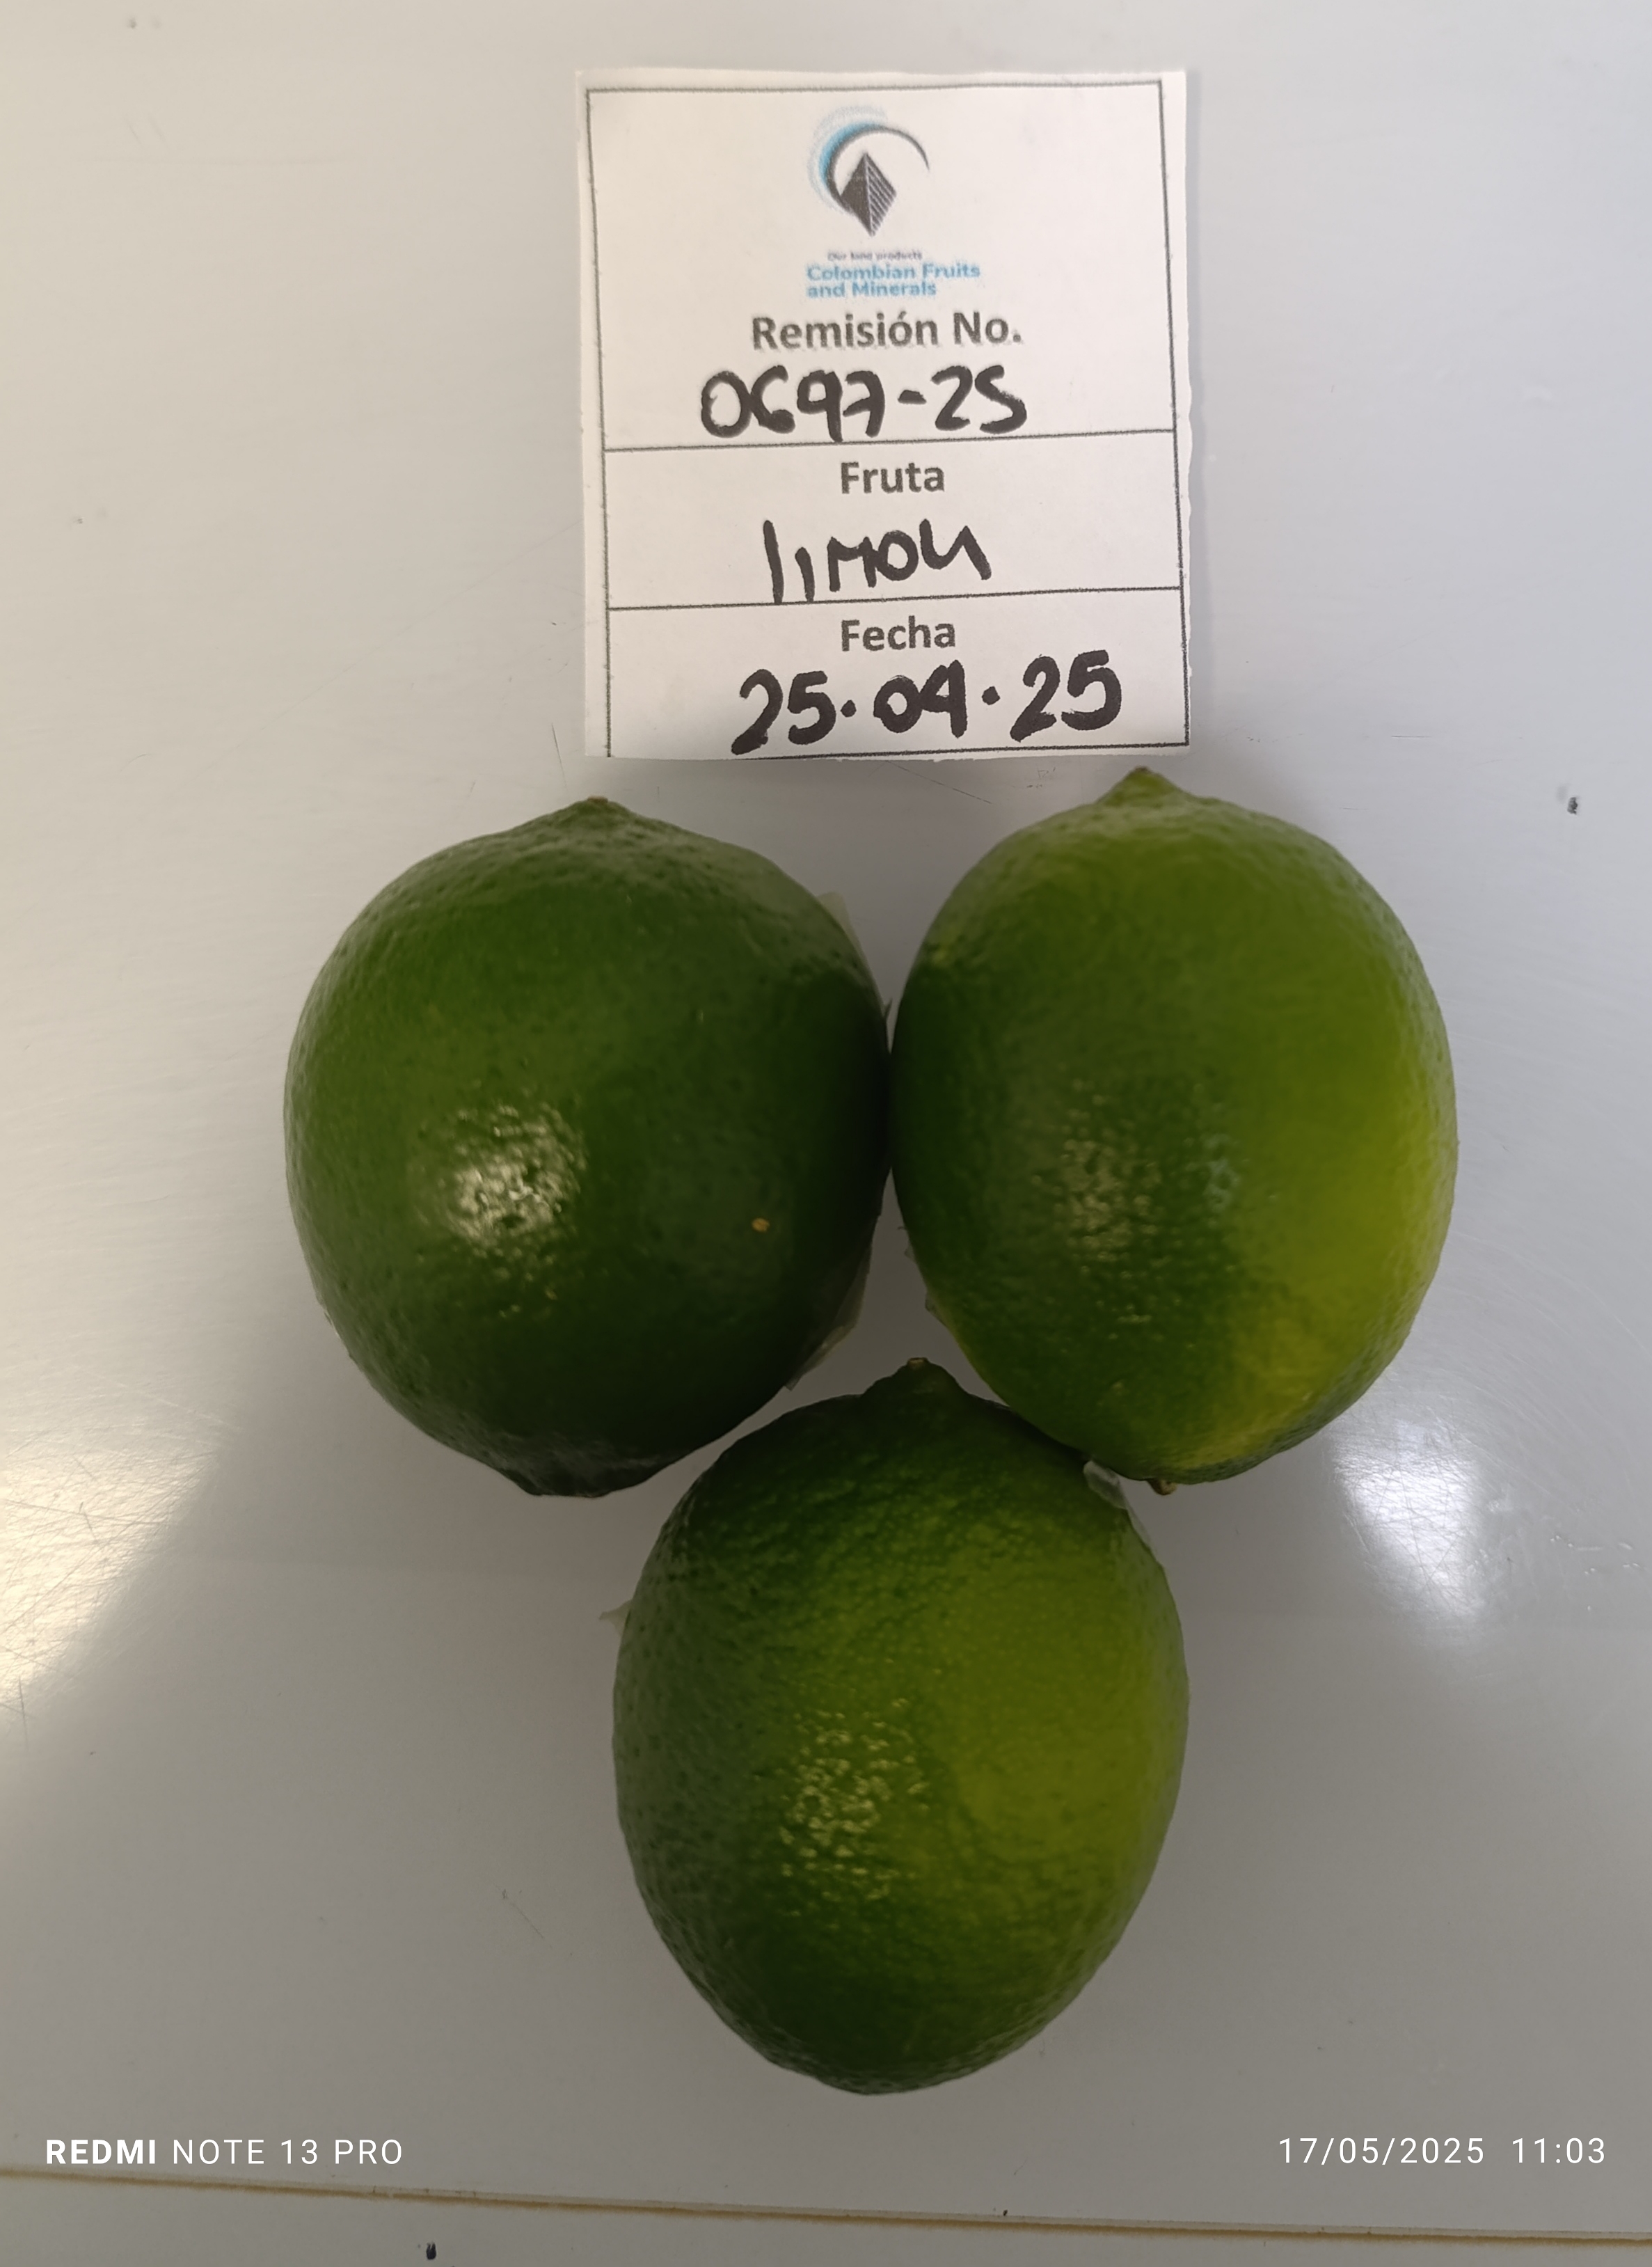 Our land products
Colombian Fruits
and Minerals
Remisión No.
0697-25
Fruta
limon
Fecha
25.04.25
REDMI NOTE 13 PRO
17/05/2025 11:03